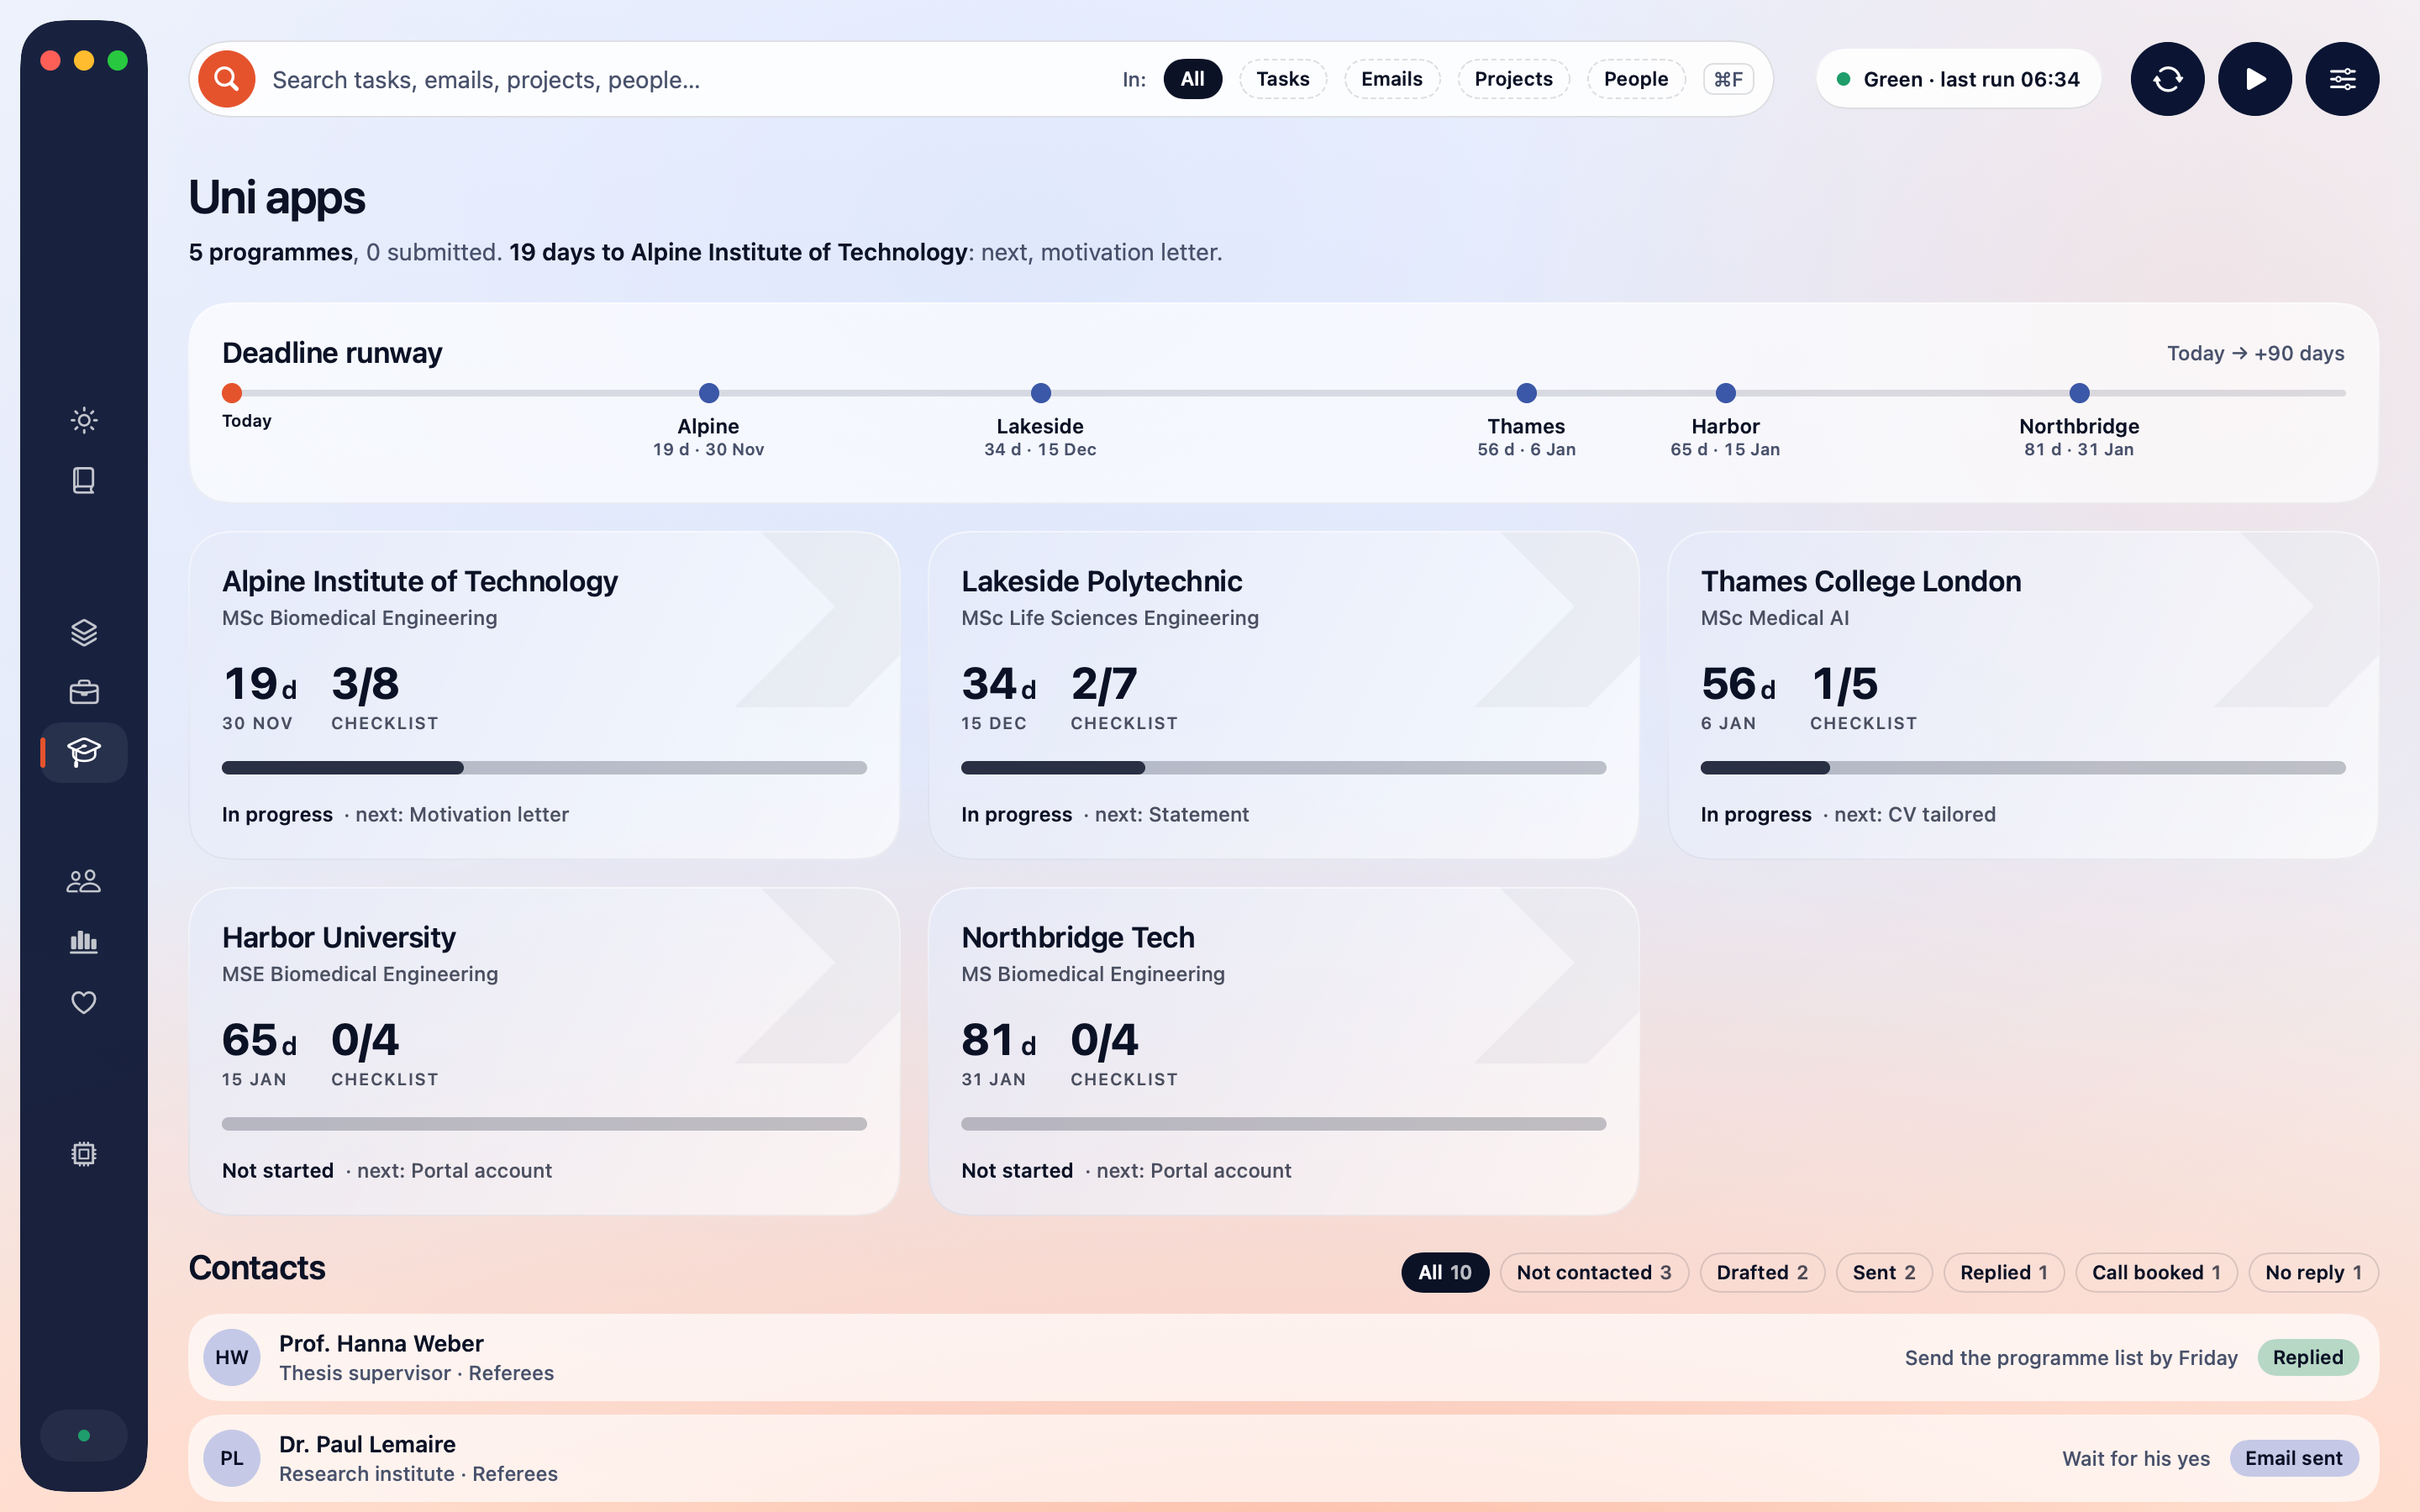 Search tasks, emails, projects, people...
In: All Tasks Emails Projects People ⌘F
Green · last run 06:34
Uni apps
5 programmes, 0 submitted. 19 days to Alpine Institute of Technology: next, motivation letter.
Deadline runway
Today → +90 days
Today
Alpine
19 d · 30 Nov
Lakeside
34 d · 15 Dec
Thames
56 d · 6 Jan
Harbor
65 d · 15 Jan
Northbridge
81 d · 31 Jan
Alpine Institute of Technology
MSc Biomedical Engineering
19 d 3/8
30 NOV CHECKLIST
In progress · next: Motivation letter
Lakeside Polytechnic
MSc Life Sciences Engineering
34 d 2/7
15 DEC CHECKLIST
In progress · next: Statement
Thames College London
MSc Medical AI
56 d 1/5
6 JAN CHECKLIST
In progress · next: CV tailored
Harbor University
MSE Biomedical Engineering
65 d 0/4
15 JAN CHECKLIST
Not started · next: Portal account
Northbridge Tech
MS Biomedical Engineering
81 d 0/4
31 JAN CHECKLIST
Not started · next: Portal account
Contacts
All 10 Not contacted 3 Drafted 2 Sent 2 Replied 1 Call booked 1 No reply 1
HW
Prof. Hanna Weber
Thesis supervisor · Referees
Send the programme list by Friday Replied
PL
Dr. Paul Lemaire
Research institute · Referees
Wait for his yes Email sent